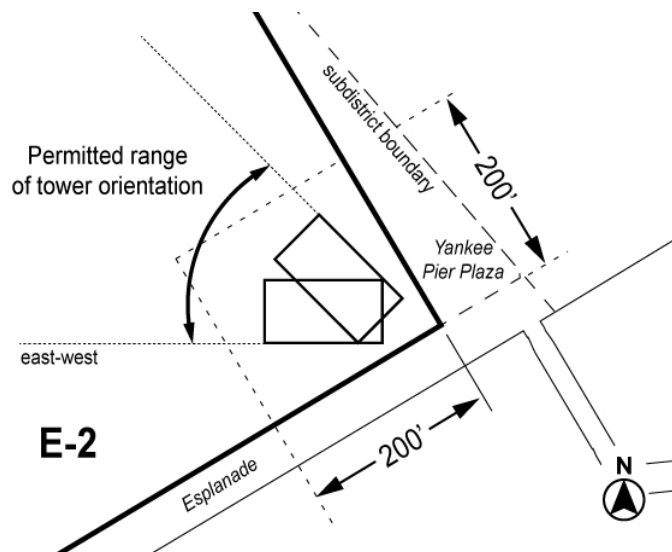 subdistrict boundary
200'
Permitted range
of tower orientation
Yankee
Pier Plaza
east-west
E-2
200'
Esplanade
N